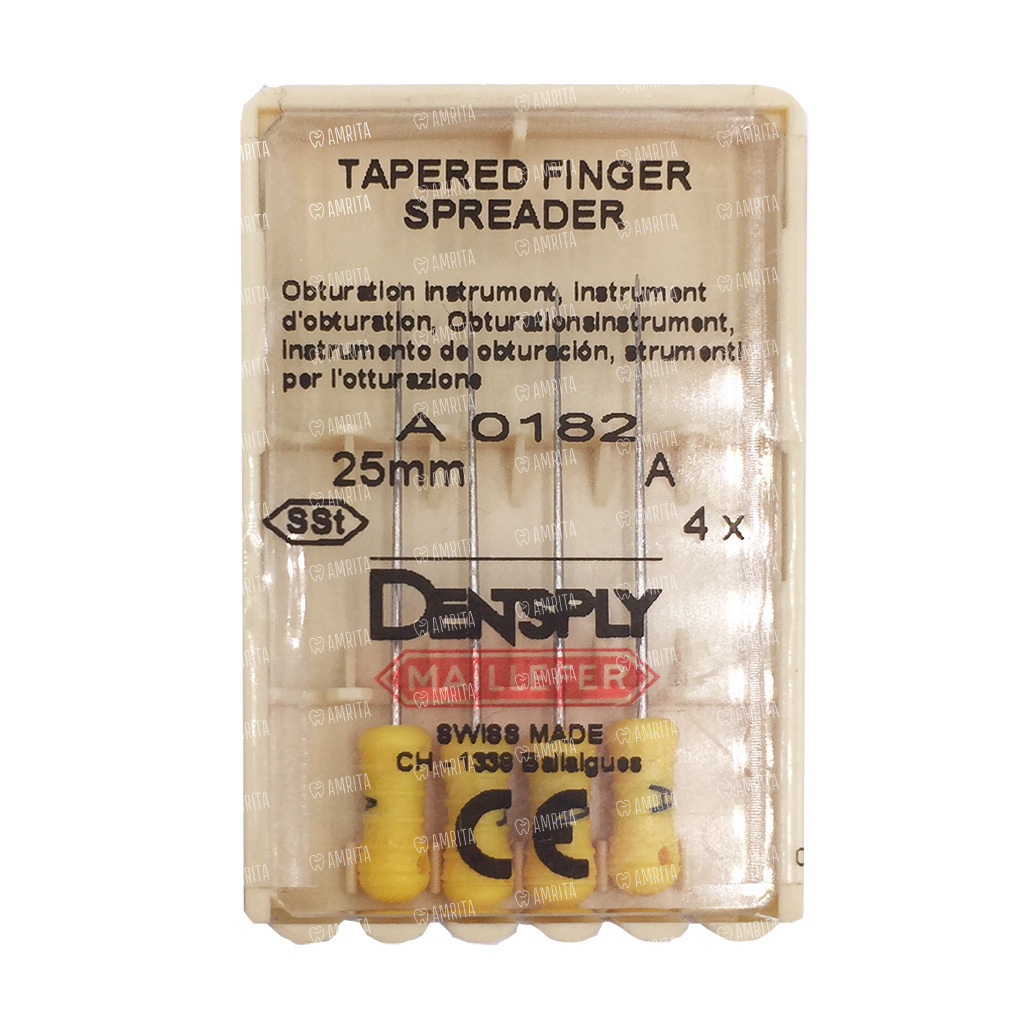 TAPERED FINGER
SPREADER
Obturation instrument, instrument
d'obturation, Obturationsinstrument,
instrumento de obturación, strumenti
per l'otturazione
A 0182
25mm A
SSt 4 x
DENTSPLY
MAILLEFER
SWISS MADE
CH - 1338 Ballaigues
CE
AMRITA